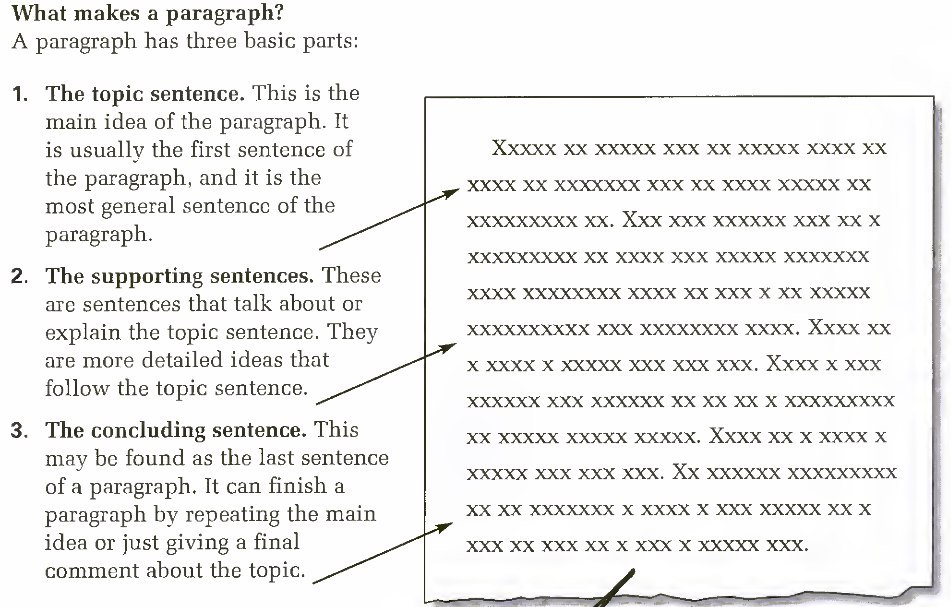 What makes a paragraph?
A paragraph has three basic parts:
1. The topic sentence. This is the
main idea of the paragraph. It
is usually the first sentence of
the paragraph, and it is the
most general sentence of the
paragraph.
2. The supporting sentences. These
are sentences that talk about or
explain the topic sentence. They
are more detailed ideas that
follow the topic sentence.
3. The concluding sentence. This
may be found as the last sentence
of a paragraph. It can finish a
paragraph by repeating the main
idea or just giving a final
comment about the topic.
Xxxxx xx xxxxx xxx xx xxxxx xxxx xx
xxxx xx xxxxxxx xxx xx xxxx xxxxx xx
xxxxxxxxx xx. Xxx xxx xxxxxx xxx xx x
xxxxxxxxx xx xxxx xxx xxxxx xxxxxxx
xxxx xxxxxxxx xxxx xx xxx x xx xxxxx
xxxxxxxxxx xxx xxxxxxxx xxxx. Xxxx xx
x xxxx x xxxxx xxx xxx xxx. Xxxx x xxx
xxxxxx xxx xxxxxx xx xx xx x xxxxxxxxx
xx xxxxx xxxxx xxxxx. Xxxx xx x xxxx x
xxxxx xxx xxx xxx. Xx xxxxxx xxxxxxxxx
xx xx xxxxxxx x xxxx x xxx xxxxx xx x
xxx xx xxx xx x xxx x xxxxx xxx.